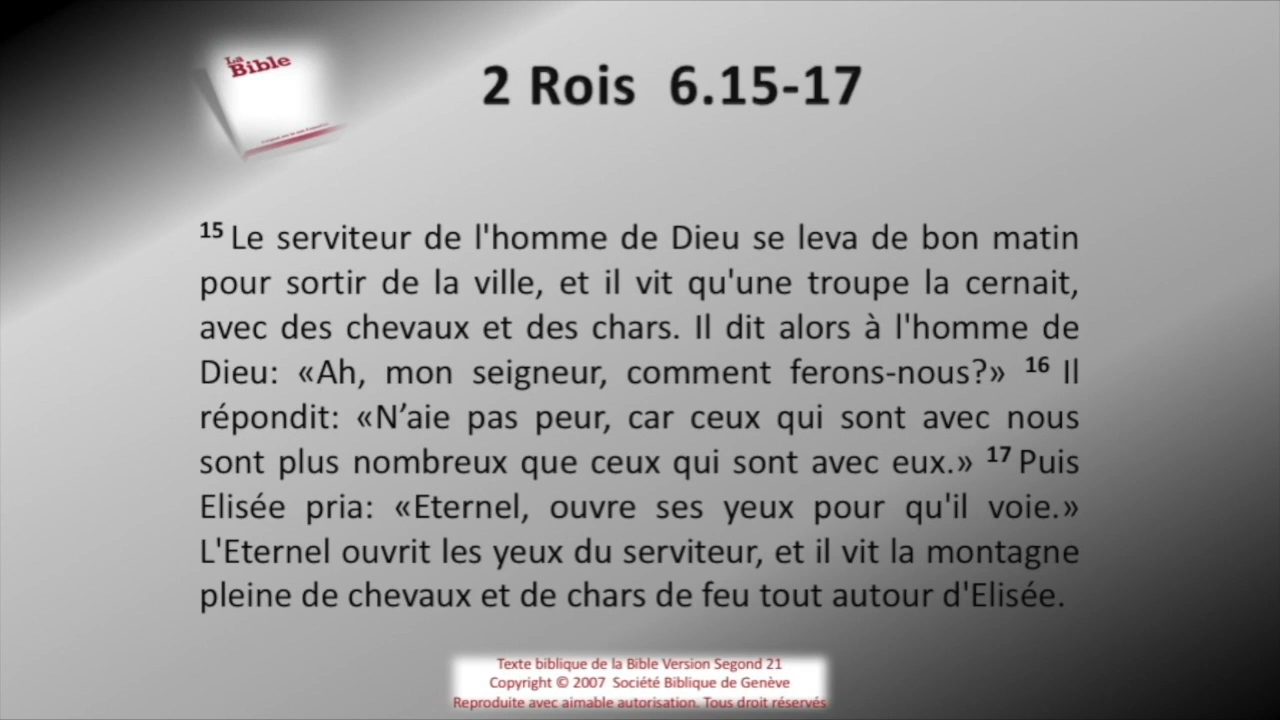 La
Bible
2 Rois 6.15-17
15 Le serviteur de l'homme de Dieu se leva de bon matin
pour sortir de la ville, et il vit qu'une troupe la cernait,
avec des chevaux et des chars. Il dit alors à l'homme de
Dieu: «Ah, mon seigneur, comment ferons-nous?» 16 Il
répondit: «N’aie pas peur, car ceux qui sont avec nous
sont plus nombreux que ceux qui sont avec eux.» 17 Puis
Elisée pria: «Eternel, ouvre ses yeux pour qu'il voie.»
L'Eternel ouvrit les yeux du serviteur, et il vit la montagne
pleine de chevaux et de chars de feu tout autour d'Elisée.
Texte biblique de la Bible Version Segond 21
Copyright © 2007 Société Biblique de Genève
Reproduite avec aimable autorisation. Tous droit réservés